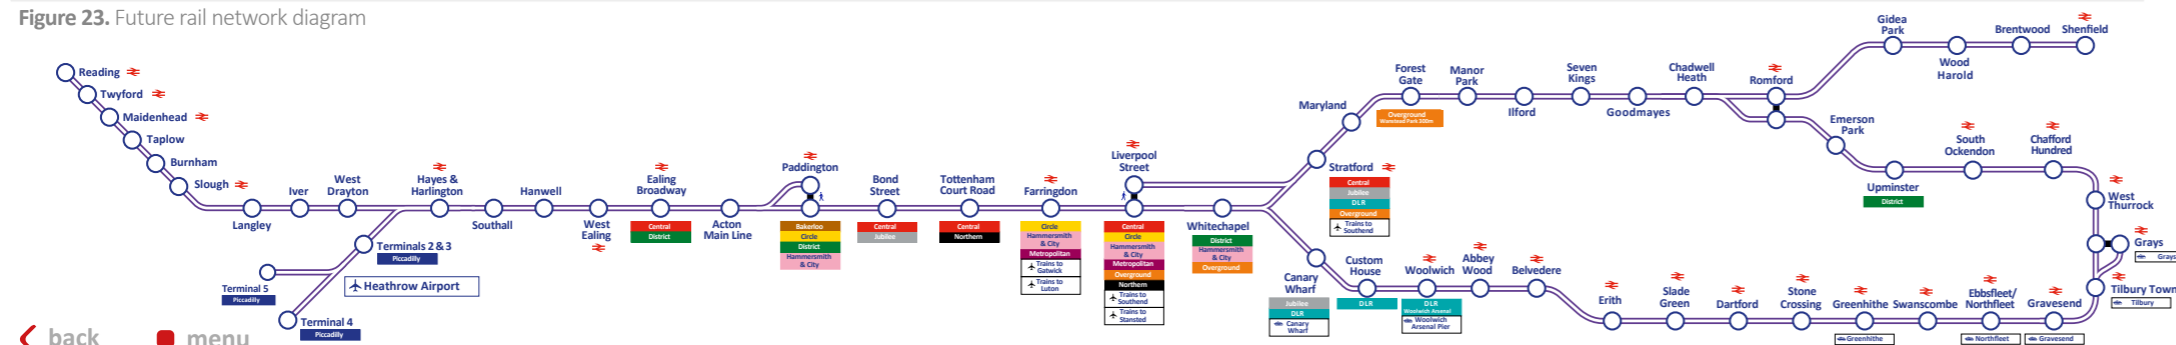 Figure 23. Future rail network diagram
Reading
Twyford
Maidenhead
Taplow
Burnham
Slough
Langley
Iver
West
Drayton
Hayes &
Harlington
Terminals 2 & 3
Piccadilly
Terminal 5
Piccadilly
Heathrow Airport
Terminal 4
Piccadilly
Southall
Hanwell
West
Ealing
Ealing
Broadway
Central
District
Acton
Main Line
Paddington
Bakerloo
Circle
District
Hammersmith
& City
Bond
Street
Central
Jubilee
Tottenham
Court Road
Central
Northern
Farringdon
Circle
Hammersmith
& City
Metropolitan
Trains to
Gatwick
Trains to
Luton
Liverpool
Street
Central
Circle
Hammersmith
& City
Metropolitan
Overground
Northern
Trains to
Southend
Trains to
Stansted
Whitechapel
District
Hammersmith
& City
Overground
Stratford
Central
Jubilee
DLR
Overground
Trains to
Southend
Maryland
Forest
Gate
Overground
Wanstead Park 200m
Manor
Park
Ilford
Seven
Kings
Goodmayes
Chadwell
Heath
Romford
Gidea
Park
Wood
Harold
Brentwood
Shenfield
Emerson
Park
Upminster
District
South
Ockendon
Chafford
Hundred
West
Thurrock
Grays
Grays
Tilbury Town
Tilbury
Canary
Wharf
Jubilee
DLR
Canary
Wharf
Custom
House
DLR
Woolwich
DLR
Woolwich Arsenal
Woolwich
Arsenal Pier
Abbey
Wood
Belvedere
Erith
Slade
Green
Dartford
Stone
Crossing
Greenhithe
Greenhithe
Swanscombe
Ebbsfleet/
Northfleet
Northfleet
Gravesend
Gravesend
back
menu